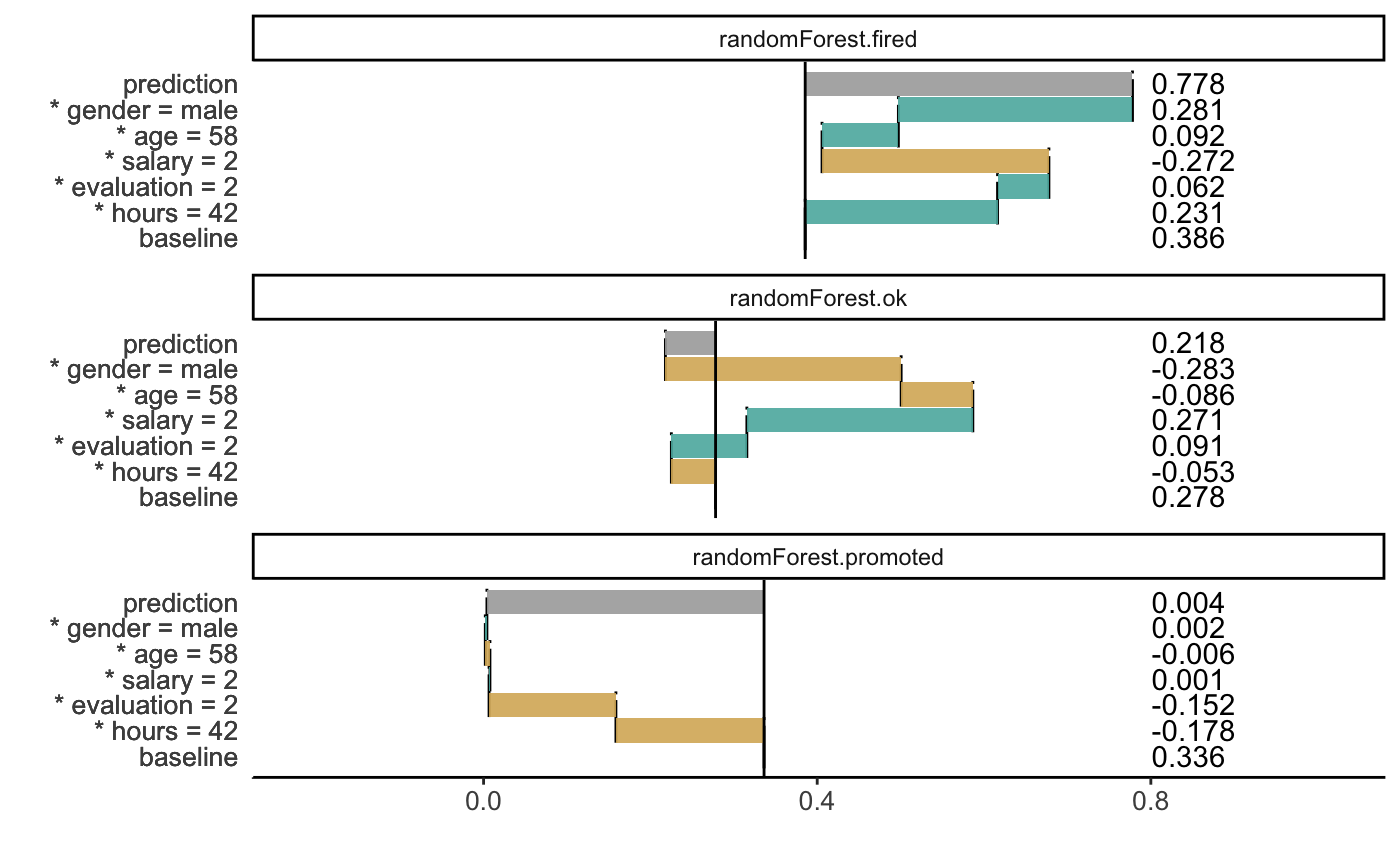 randomForest.fired
prediction 0.778
* gender = male 0.281
* age = 58 0.092
* salary = 2 -0.272
* evaluation = 2 0.062
* hours = 42 0.231
baseline 0.386
randomForest.ok
prediction 0.218
* gender = male -0.283
* age = 58 -0.086
* salary = 2 0.271
* evaluation = 2 0.091
* hours = 42 -0.053
baseline 0.278
randomForest.promoted
prediction 0.004
* gender = male 0.002
* age = 58 -0.006
* salary = 2 0.001
* evaluation = 2 -0.152
* hours = 42 -0.178
baseline 0.336
0.0 0.4 0.8